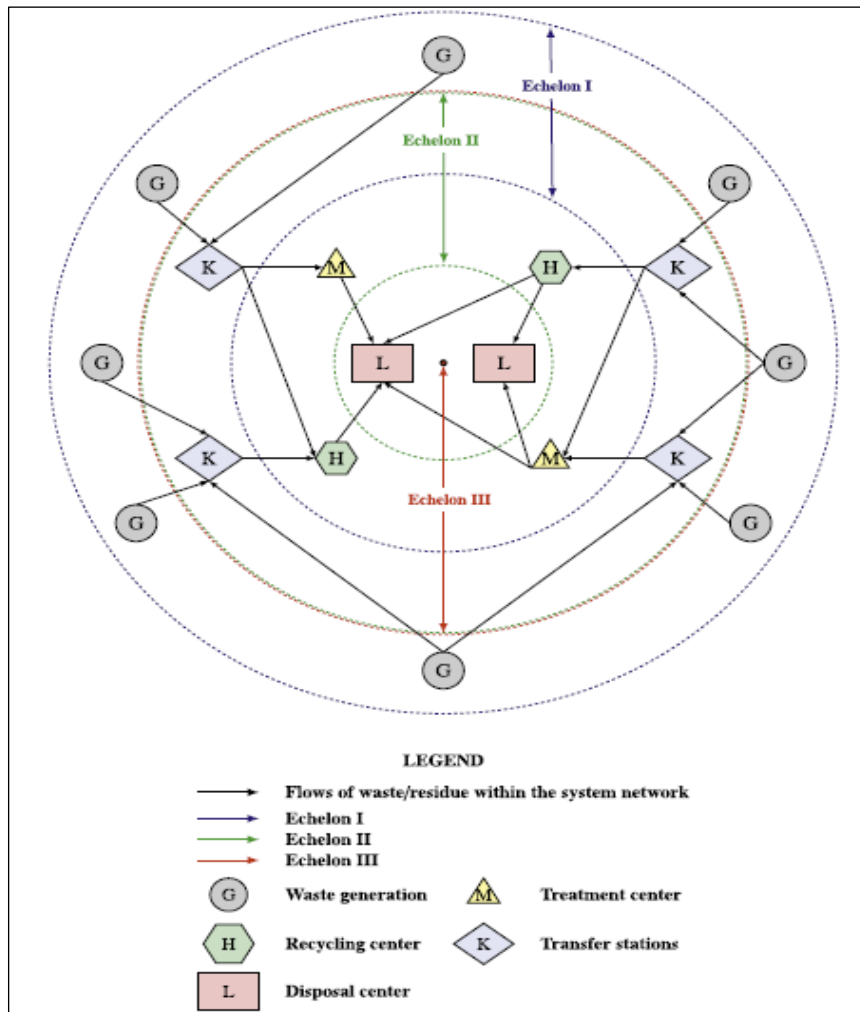 G
Echelon I
Echelon II
G
G
K
M
H
K
G
L
L
G
K
H
M
K
Echelon III
G
G
G
LEGEND
Flows of waste/residue within the system network
Echelon I
Echelon II
Echelon III
G Waste generation
M Treatment center
H Recycling center
K Transfer stations
L Disposal center